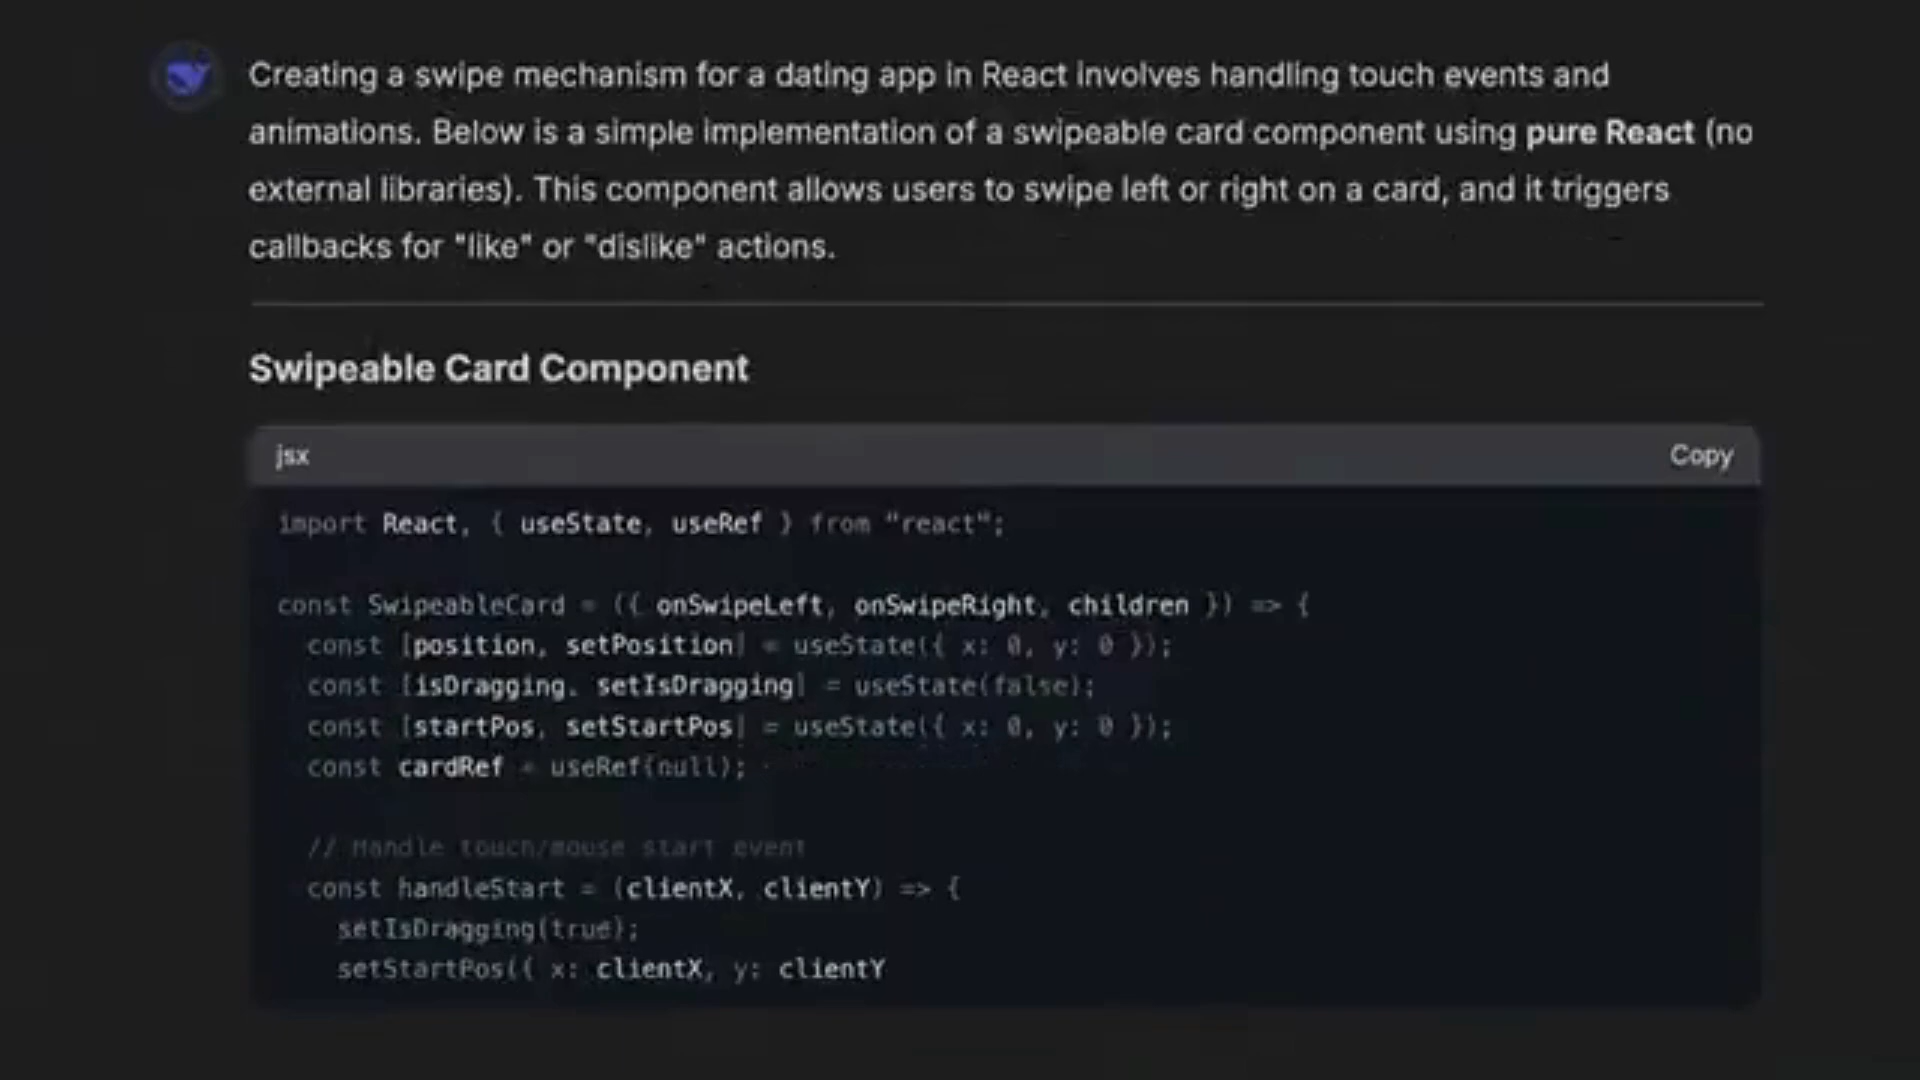 Creating a swipe mechanism for a dating app in React involves handling touch events and
animations. Below is a simple implementation of a swipeable card component using pure React (no
external libraries). This component allows users to swipe left or right on a card, and it triggers
callbacks for "like" or "dislike" actions.
Swipeable Card Component
jsx
Copy
import React, { useState, useRef } from "react";
const SwipeableCard = ({ onSwipeLeft, onSwipeRight, children }) => {
const [position, setPosition] = useState({ x: 0, y: 0 });
const [isDragging, setIsDragging] = useState(false);
const [startPos, setStartPos] = useState({ x: 0, y: 0 });
const cardRef = useRef(null);
// Handle touch/mouse start event
const handleStart = (clientX, clientY) => {
setIsDragging(true);
setStartPos({ x: clientX, y: clientY